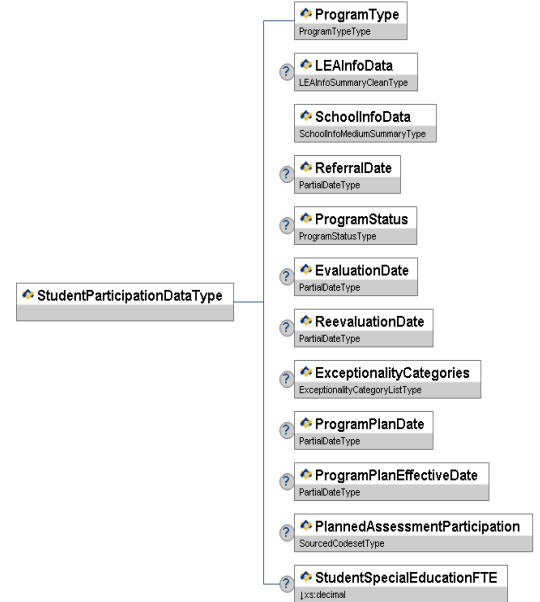 ProgramType
ProgramTypeType
?
LEAInfoData
LEAInfoSummaryCleanType
SchoolInfoData
SchoolInfoMediumSummaryType
?
ReferralDate
PartialDateType
?
ProgramStatus
ProgramStatusType
StudentParticipationDataType
?
EvaluationDate
PartialDateType
?
ReevaluationDate
PartialDateType
?
ExceptionalityCategories
ExceptionalityCategoryListType
?
ProgramPlanDate
PartialDateType
?
ProgramPlanEffectiveDate
PartialDateType
?
PlannedAssessmentParticipation
SourcedCodesetType
?
StudentSpecialEducationFTE
xs:decimal